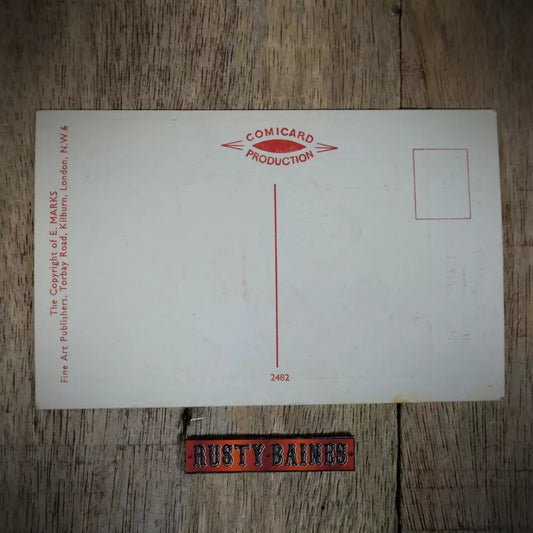 COMICARD
PRODUCTION
The Copyright of E. MARKS
Fine Art Publishers, Torbay Road, Kilburn, London, N.W.6
2482
RUSTY BAINES